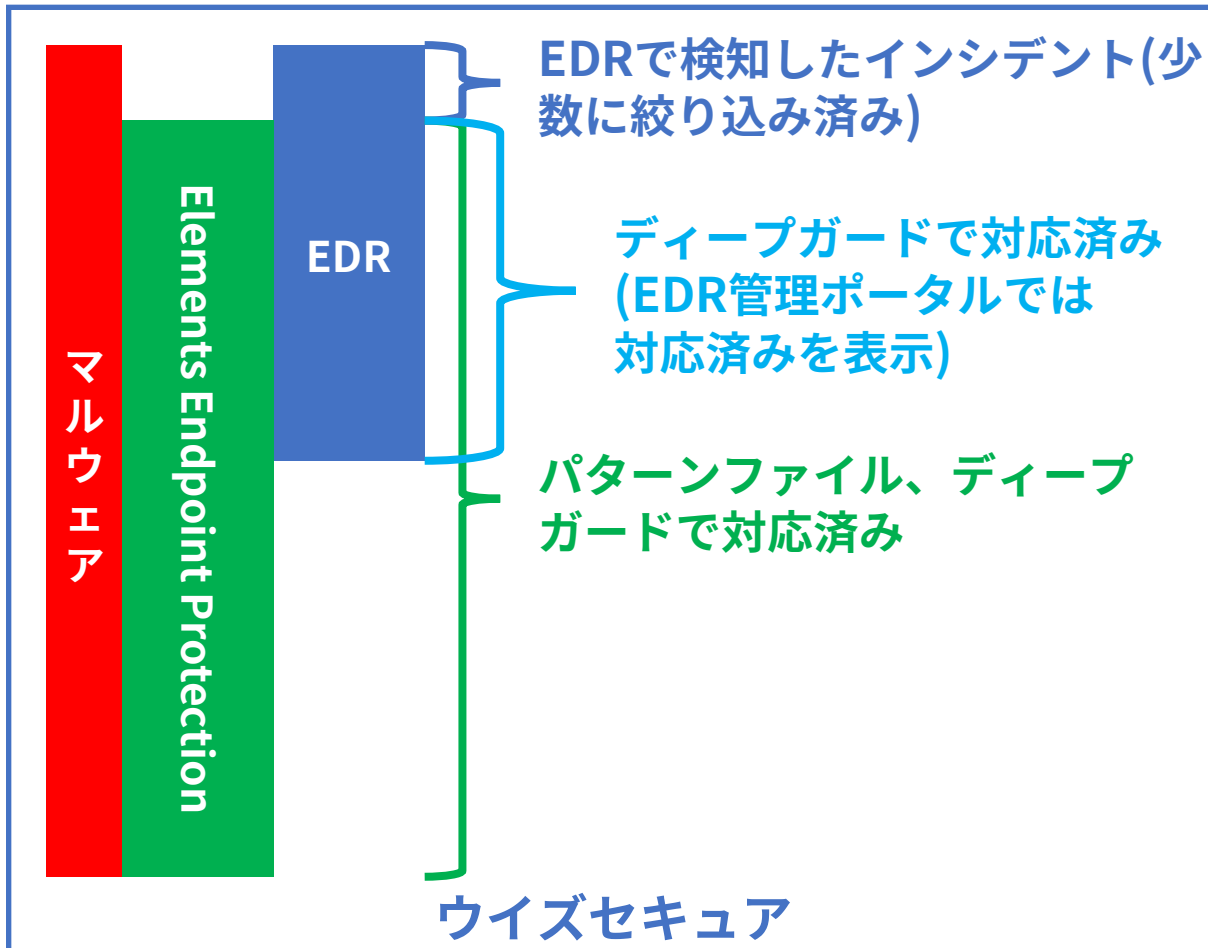 EDRで検知したインシデント(少
数に絞り込み済み)
ディープガードで対応済み
(EDR管理ポータルでは
対応済みを表示)
パターンファイル、ディープ
ガードで対応済み
マルウェア
Elements Endpoint Protection
EDR
ウイズセキュア